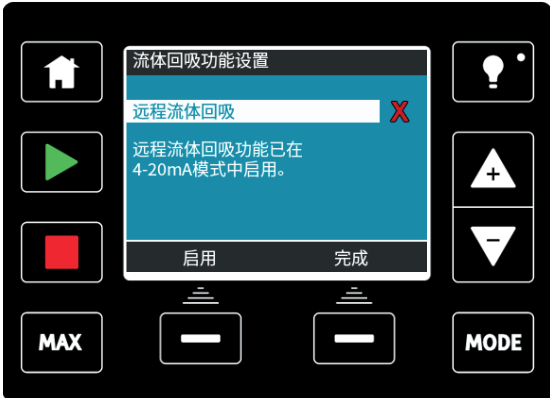 流体回吸功能设置
远程流体回吸
X
远程流体回吸功能已在
4-20mA模式中启用。
启用 完成
MAX
MODE